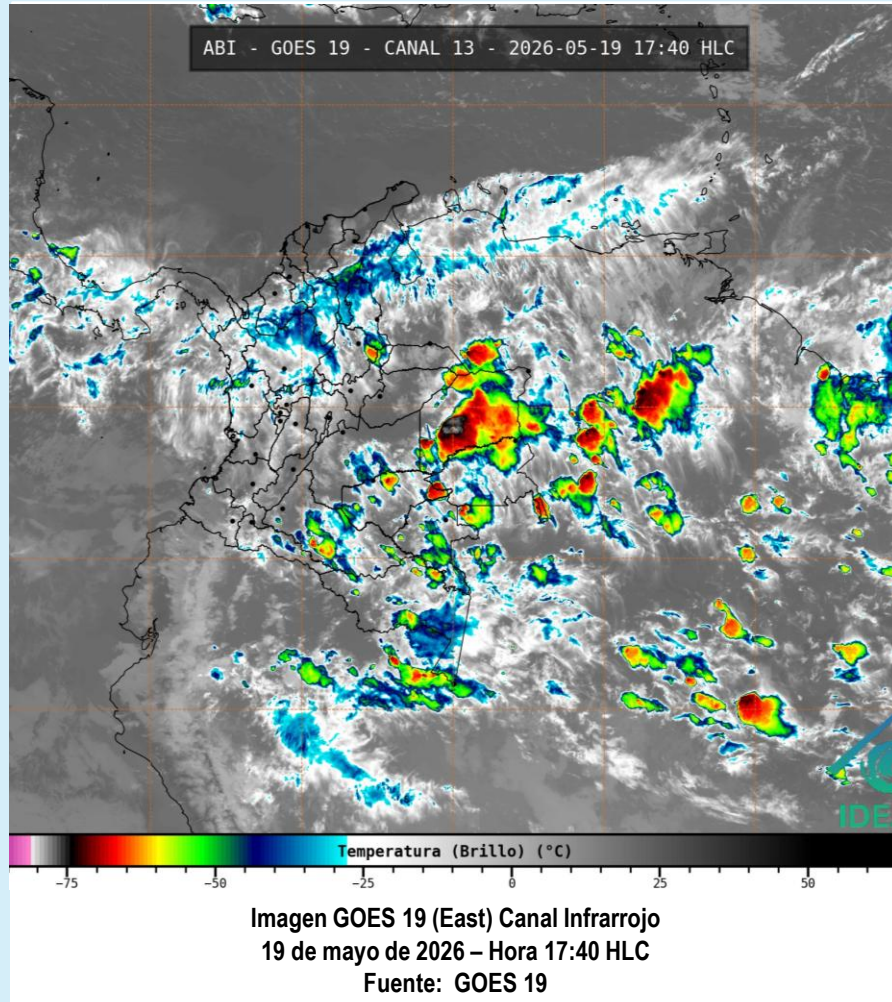 ABI - GOES 19 - CANAL 13 - 2026-05-19 17:40 HLC
IDE
Temperatura (Brillo) (°C)
−75 −50 −25 0 25 50
Imagen GOES 19 (East) Canal Infrarrojo
19 de mayo de 2026 – Hora 17:40 HLC
Fuente: GOES 19